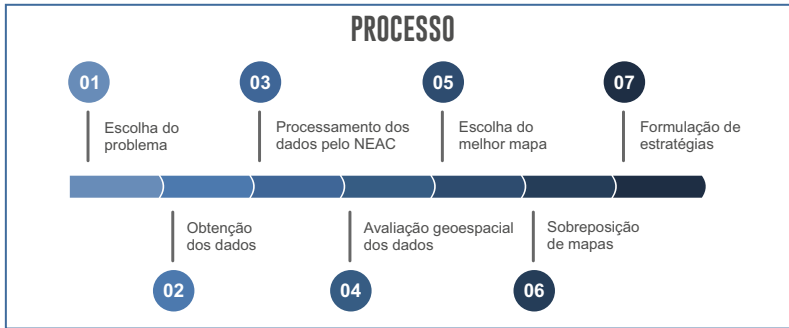 PROCESSO
01
Escolha do
problema
02
Obtenção
dos dados
03
Processamento dos
dados pelo NEAC
04
Avaliação geoespacial
dos dados
05
Escolha do
melhor mapa
06
Sobreposição
de mapas
07
Formulação de
estratégias